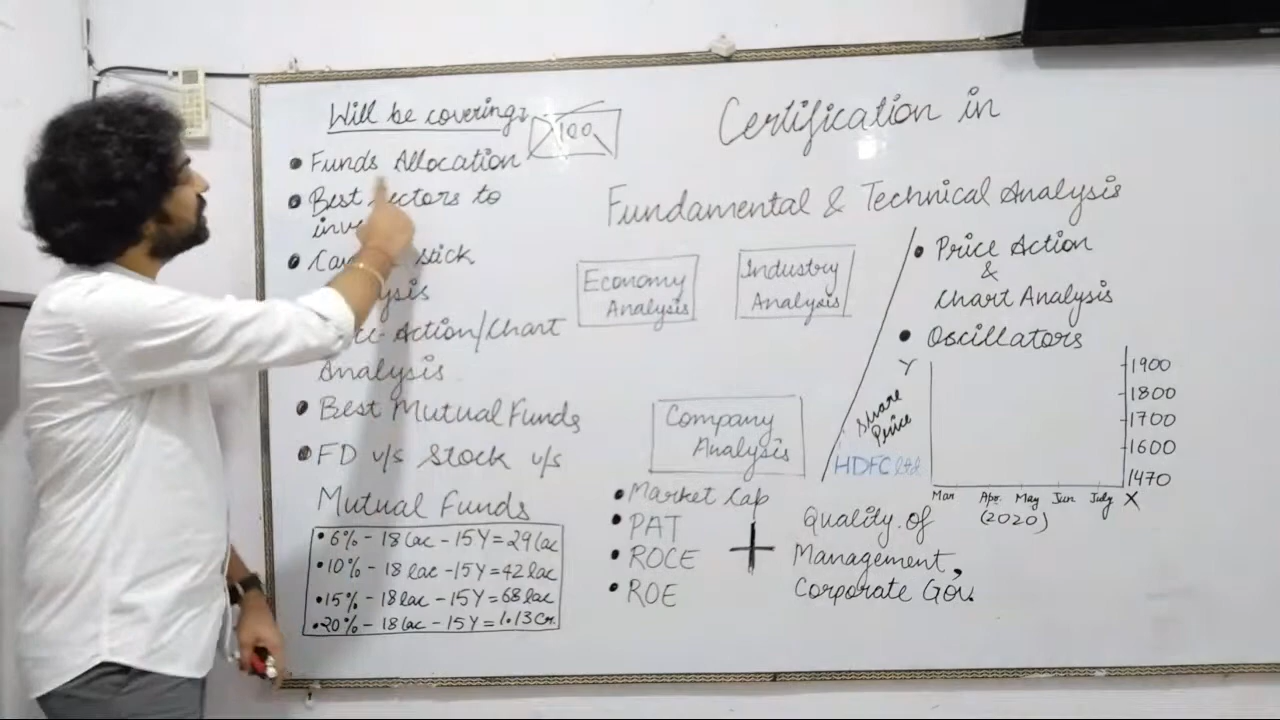 Will be covering:
100
• Funds Allocation
• Best Sectors to
• stick
• Action/Chart
Analysis
• Best Mutual Funds
• FD v/s Stock v/s
Mutual Funds
• 6% - 18 lac - 15Y = 29 lac
• 10% - 18 lac - 15Y = 42 lac
• 15% - 18 lac - 15Y = 68 lac
• 20% - 18 lac - 15Y = 1.13 Cr.
Certification in
Fundamental & Technical Analysis
Economy
Analysis
Industry
Analysis
Company
Analysis
• Market Cap
• PAT
• ROCE
• ROE
+
Quality of
Management,
Corporate Gov.
• Price Action
&
Chart Analysis
• Oscillators
Y
Share
Price
HDFC Ltd
1900
1800
1700
1600
1470
Mar Apr. May Jun July X
(2020)